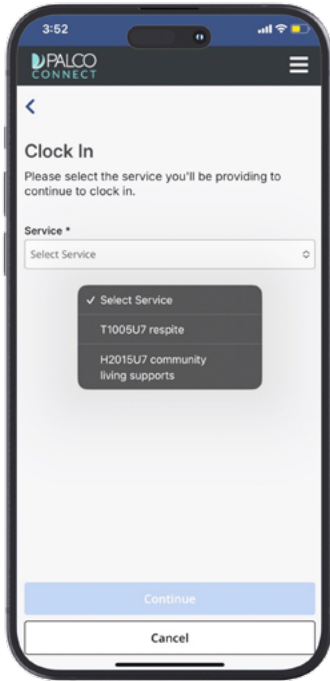 3:52
PALCO
CONNECT
Clock In
Please select the service you'll be providing to
continue to clock in.
Service *
Select Service
✓ Select Service
T1005U7 respite
H2015U7 community
living supports
Continue
Cancel